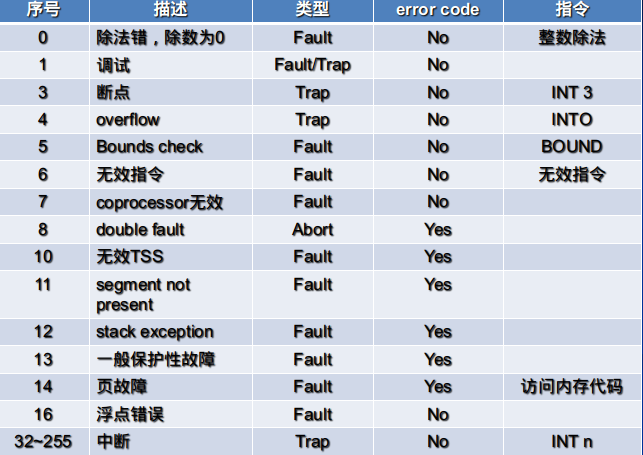 序号 描述 类型 error code 指令
0 除法错，除数为0 Fault No 整数除法
1 调试 Fault/Trap No
3 断点 Trap No INT 3
4 overflow Trap No INTO
5 Bounds check Fault No BOUND
6 无效指令 Fault No 无效指令
7 coprocessor无效 Fault No
8 double fault Abort Yes
10 无效TSS Fault Yes
11 segment not present Fault Yes
12 stack exception Fault Yes
13 一般保护性故障 Fault Yes
14 页故障 Fault Yes 访问内存代码
16 浮点错误 Fault No
32~255 中断 Trap No INT n